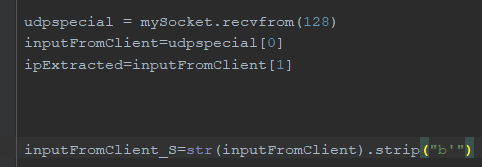 udpspecial = mySocket.recvfrom(128)
inputFromClient=udpspecial[0]
ipExtracted=inputFromClient[1]
inputFromClient_S=str(inputFromClient).strip("b'")